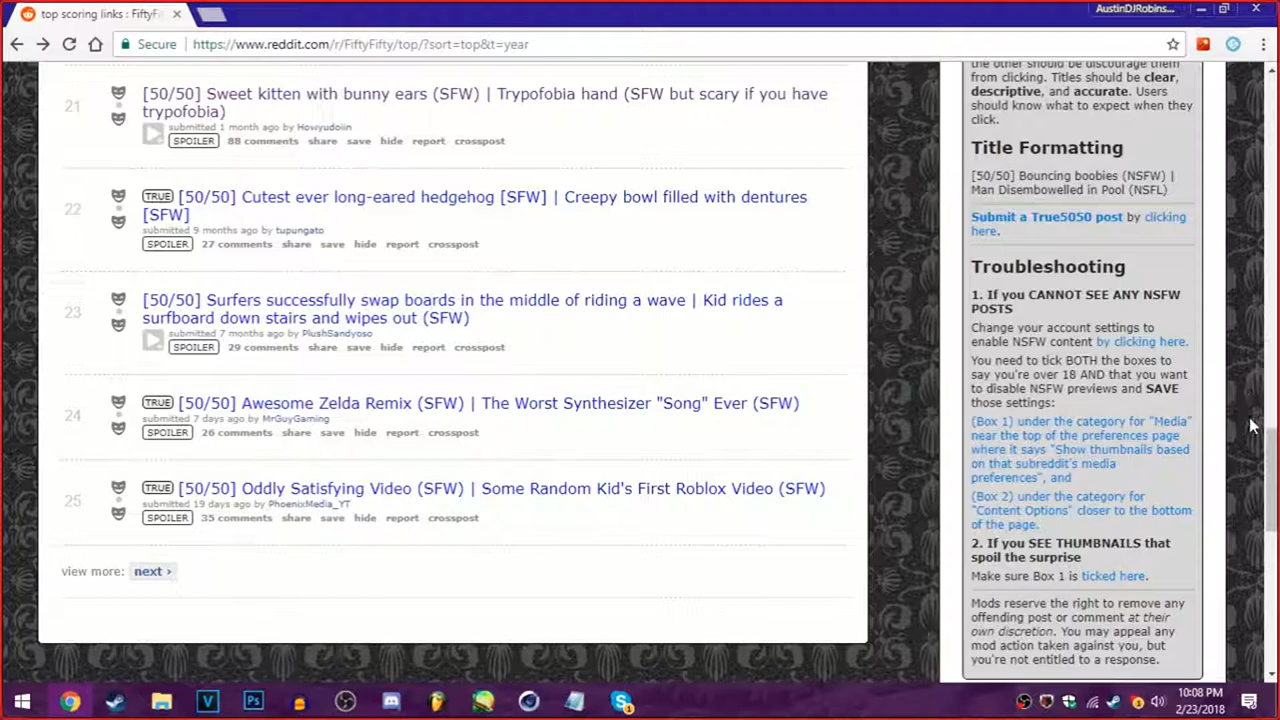 top scoring links : FiftyFi
AustinDJRobins...
Secure
https://www.reddit.com/r/FiftyFifty/top/?sort=top&t=year
21
[50/50] Sweet kitten with bunny ears (SFW) | Trypofobia hand (SFW but scary if you have
trypofobia)
submitted 1 month ago by Hovryudoiin
SPOILER 88 comments share save hide report crosspost
22
TRUE [50/50] Cutest ever long-eared hedgehog [SFW] | Creepy bowl filled with dentures
[SFW]
submitted 9 months ago by tupungato
SPOILER 27 comments share save hide report crosspost
23
[50/50] Surfers successfully swap boards in the middle of riding a wave | Kid rides a
surfboard down stairs and wipes out (SFW)
submitted 7 months ago by PlushSandyoso
SPOILER 29 comments share save hide report crosspost
24
TRUE [50/50] Awesome Zelda Remix (SFW) | The Worst Synthesizer "Song" Ever (SFW)
submitted 7 days ago by MrGuyGaming
SPOILER 26 comments share save hide report crosspost
25
TRUE [50/50] Oddly Satisfying Video (SFW) | Some Random Kid's First Roblox Video (SFW)
submitted 19 days ago by PhoenixMedia_YT
SPOILER 35 comments share save hide report crosspost
view more: next ›
the other should be discourage them
from clicking. Titles should be clear,
descriptive, and accurate. Users
should know what to expect when they
click.
Title Formatting
[50/50] Bouncing boobies (NSFW) |
Man Disembowelled in Pool (NSFL)
Submit a True5050 post by clicking
here.
Troubleshooting
1. If you CANNOT SEE ANY NSFW
POSTS
Change your account settings to
enable NSFW content by clicking here.
You need to tick BOTH the boxes to
say you're over 18 AND that you want
to disable NSFW previews and SAVE
those settings:
(Box 1) under the category for "Media"
near the top of the preferences page
where it says "Show thumbnails based
on that subreddit's media
preferences", and
(Box 2) under the category for
"Content Options" closer to the bottom
of the page.
2. If you SEE THUMBNAILS that
spoil the surprise
Make sure Box 1 is ticked here.
Mods reserve the right to remove any
offending post or comment at their
own discretion. You may appeal any
mod action taken against you, but
you're not entitled to a response.
10:08 PM
2/23/2018